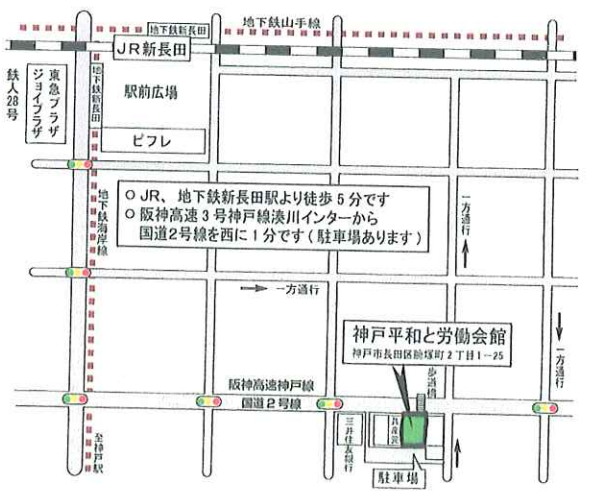 地下鉄山手線
地下鉄新長田
JR新長田
鉄人28号
東急プラザ
ジョイプラザ
地下鉄新長田
駅前広場
ピフレ
○ JR、地下鉄新長田駅より徒歩5分です
○ 阪神高速3号神戸線湊川インターから
国道2号線を西に1分です(駐車場あります)
地下鉄海岸線
一方通行
一方通行
一方通行
神戸平和と労働会館
神戸市長田区腕塚町2丁目1-25
歩道橋
阪神高速神戸線
国道2号線
三井住友銀行
至神戸駅
駐車場